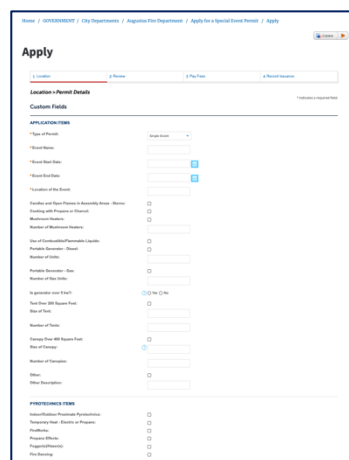 Home / GOVERNMENT / City Departments / Augusta Fire Department / Apply for a Special Event Permit / Apply
Apply
1 Location 2 Review 3 Pay Fees 4 Record Issuance
Location > Permit Details
* indicates a required field.
Custom Fields
APPLICATION ITEMS
* Type of Permit: Single Event
* Event Name:
* Event Start Date:
* Event End Date:
* Location of the Event:
Candles and Open Flames in Assembly Areas - Sterno:
Cooking with Propane or Charcoal:
Mushroom Heaters:
Number of Mushroom Heaters:
Use of Combustible/Flammable Liquids:
Portable Generator - Diesel:
Number of Units:
Portable Generator - Gas:
Number of Gas Units:
Is generator over 5 kw?: Yes No
Tent Over 200 Square Feet:
Size of Tent:
Number of Tents:
Canopy Over 400 Square Feet:
Size of Canopy:
Number of Canopies:
Other:
Other Description:
PYROTECHNICS ITEMS
Indoor/Outdoor Proximate Pyrotechnics:
Temporary Heat - Electric or Propane:
FireWorks:
Propane Effects:
Fogger(s)/Hazer(s):
Fire Dancing: